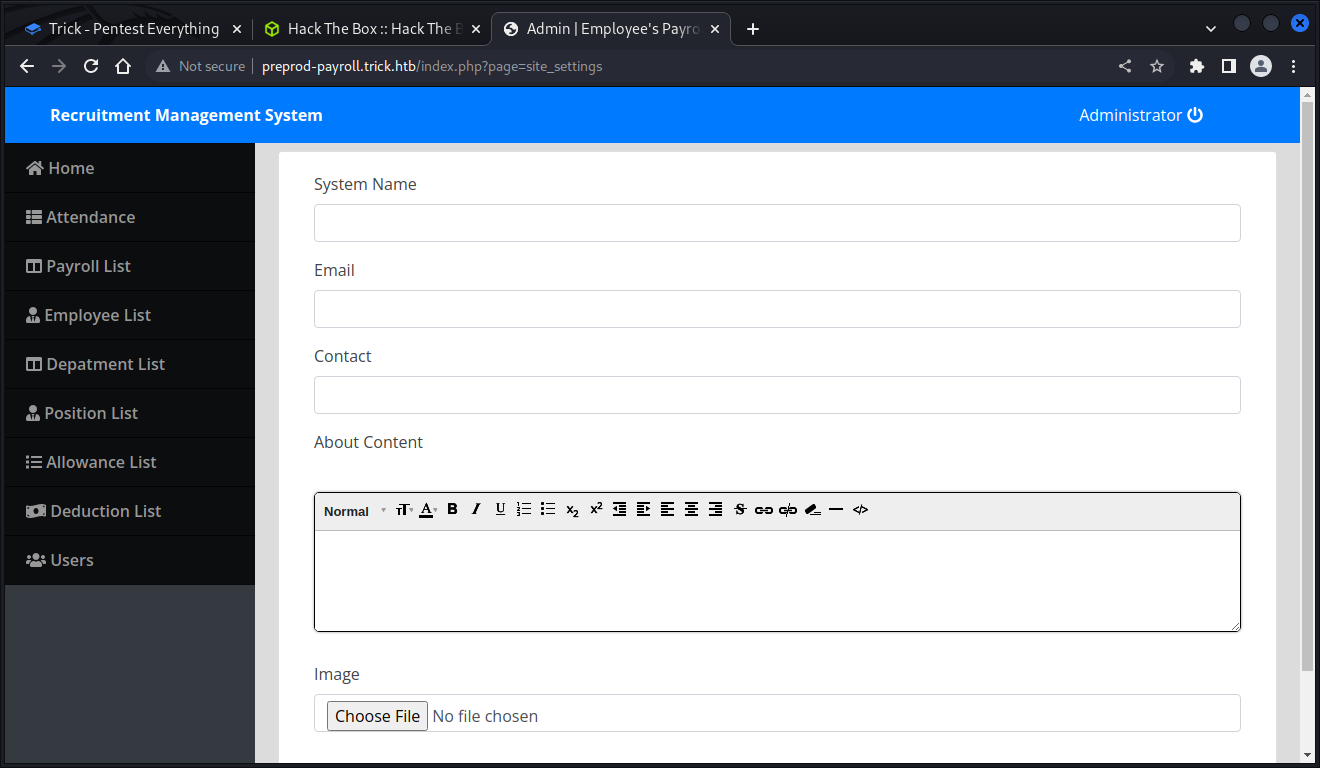 Trick - Pentest Everything
Hack The Box :: Hack The B
Admin | Employee's Payro
Not secure
preprod-payroll.trick.htb/index.php?page=site_settings
Recruitment Management System
Administrator
Home
Attendance
Payroll List
Employee List
Depatment List
Position List
Allowance List
Deduction List
Users
System Name
Email
Contact
About Content
Normal
Image
Choose File No file chosen